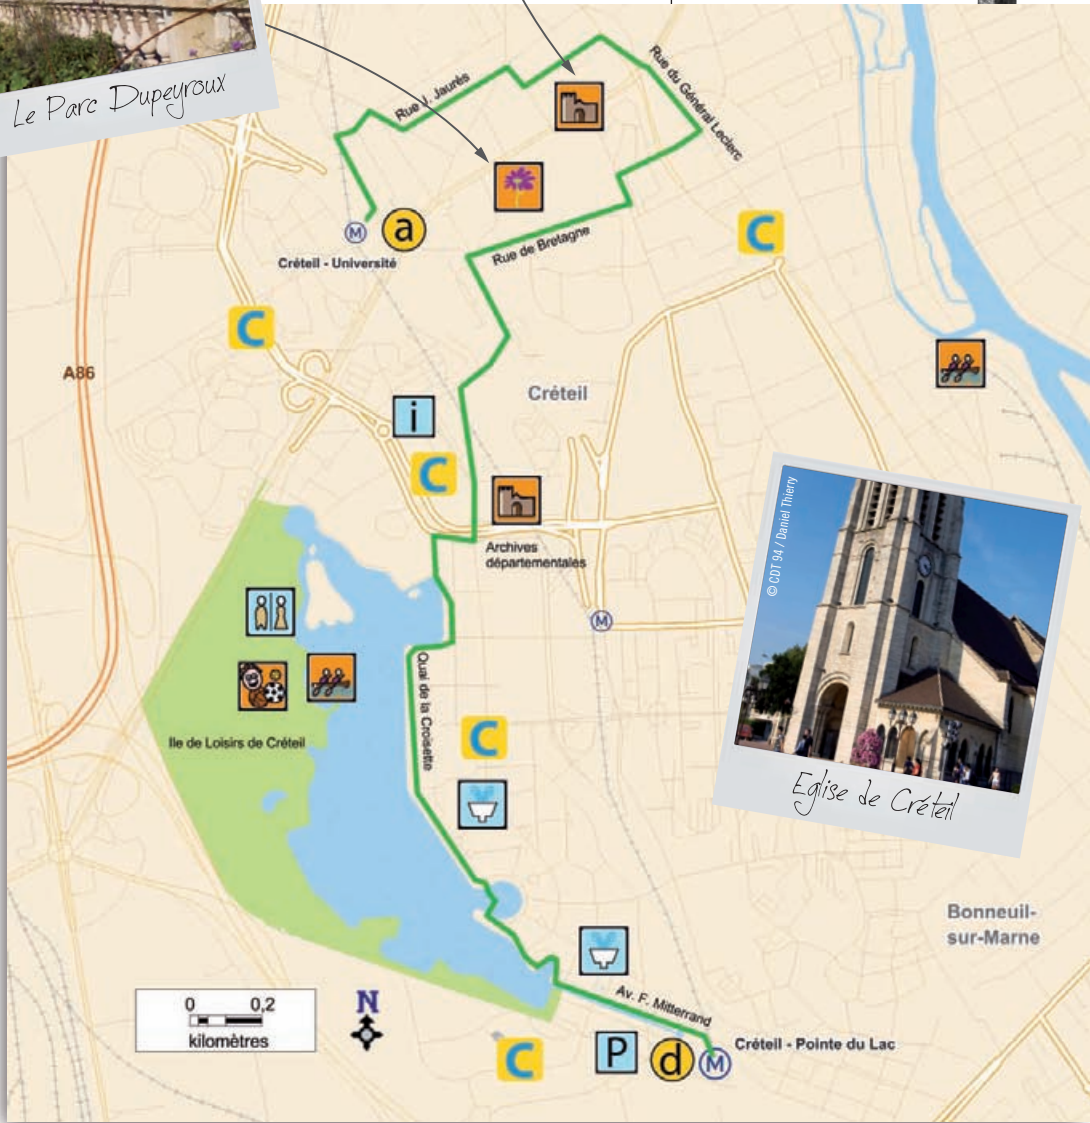 Le Parc Dupeyroux
Rue J. Jaurès
Rue du Général Leclerc
M
a
Créteil - Université
Rue de Bretagne
C
C
A86
Créteil
i
C
Archives
départementales
© CDT 94 / Daniel Thierry
M
Quai de la Croisette
Ile de Loisirs de Créteil
C
Eglise de Créteil
Bonneuil-
sur-Marne
0 0,2
kilomètres
N
Av. F. Mitterrand
C
P
d
M
Créteil - Pointe du Lac